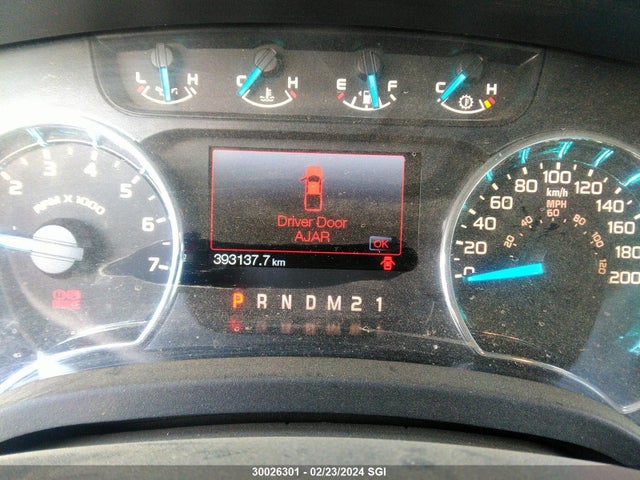 L H C H E F C H
RPM X 1000
2 3 4 5 6 7
Driver Door
AJAR
OK
393137.7 km
P R N D M 2 1
0 20 40 60 80 100 120 140 160 180 200
km/h
MPH
20 40 60 100 120
30026301 - 02/23/2024 SGI